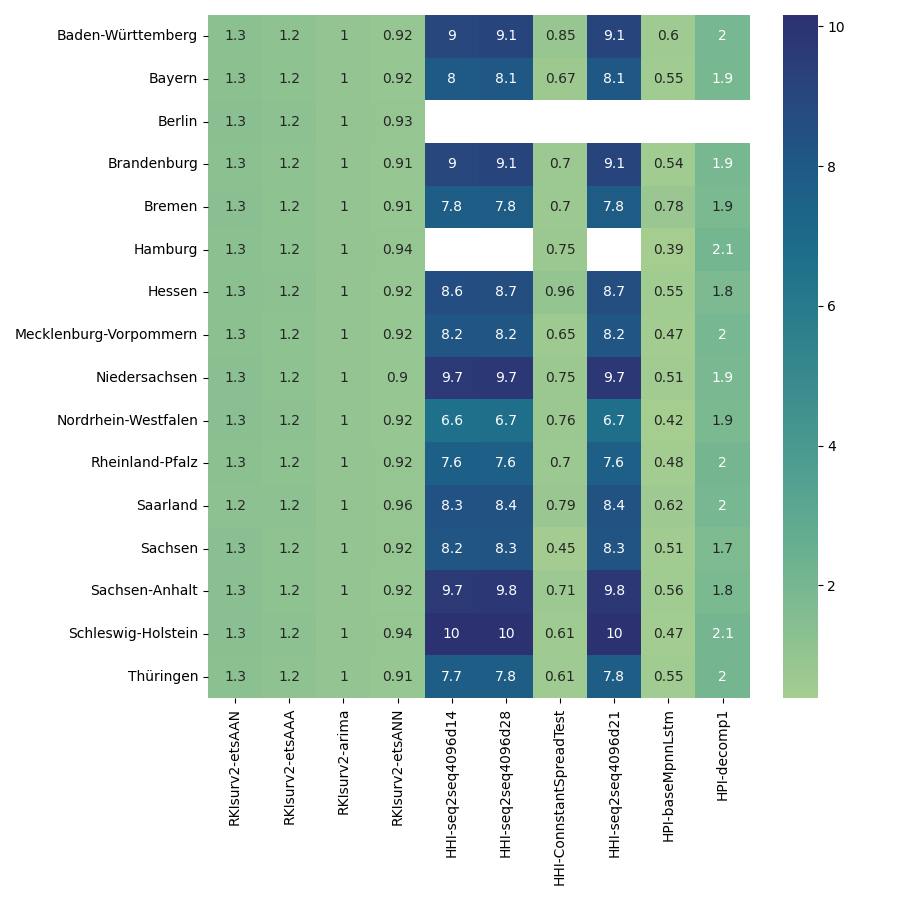 Baden-Württemberg 1.3 1.2 1 0.92 9 9.1 0.85 9.1 0.6 2
Bayern 1.3 1.2 1 0.92 8 8.1 0.67 8.1 0.55 1.9
Berlin 1.3 1.2 1 0.93
Brandenburg 1.3 1.2 1 0.91 9 9.1 0.7 9.1 0.54 1.9
Bremen 1.3 1.2 1 0.91 7.8 7.8 0.7 7.8 0.78 1.9
Hamburg 1.3 1.2 1 0.94 0.75 0.39 2.1
Hessen 1.3 1.2 1 0.92 8.6 8.7 0.96 8.7 0.55 1.8
Mecklenburg-Vorpommern 1.3 1.2 1 0.92 8.2 8.2 0.65 8.2 0.47 2
Niedersachsen 1.3 1.2 1 0.9 9.7 9.7 0.75 9.7 0.51 1.9
Nordrhein-Westfalen 1.3 1.2 1 0.92 6.6 6.7 0.76 6.7 0.42 1.9
Rheinland-Pfalz 1.3 1.2 1 0.92 7.6 7.6 0.7 7.6 0.48 2
Saarland 1.2 1.2 1 0.96 8.3 8.4 0.79 8.4 0.62 2
Sachsen 1.3 1.2 1 0.92 8.2 8.3 0.45 8.3 0.51 1.7
Sachsen-Anhalt 1.3 1.2 1 0.92 9.7 9.8 0.71 9.8 0.56 1.8
Schleswig-Holstein 1.3 1.2 1 0.94 10 10 0.61 10 0.47 2.1
Thüringen 1.3 1.2 1 0.91 7.7 7.8 0.61 7.8 0.55 2
RKIsurv2-etsAAN
RKIsurv2-etsAAA
RKIsurv2-arima
RKIsurv2-etsANN
HHI-seq2seq4096d14
HHI-seq2seq4096d28
HHI-ConnstantSpreadTest
HHI-seq2seq4096d21
HPI-baseMpnnLstm
HPI-decomp1
10
8
6
4
2